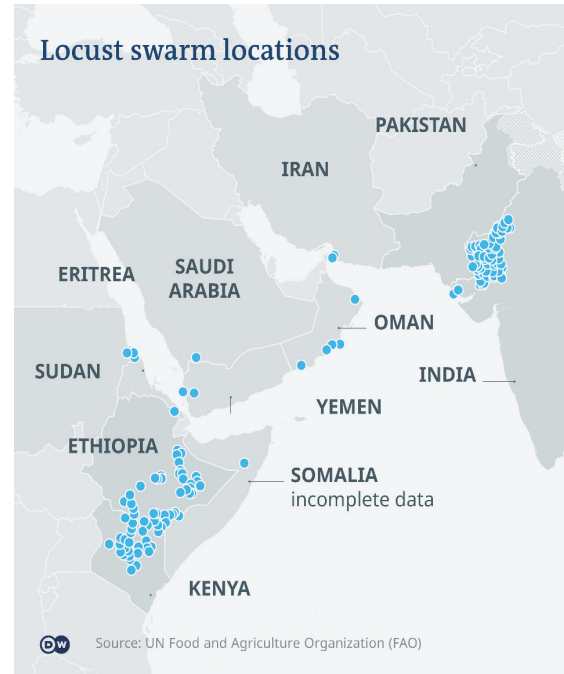 Locust swarm locations
PAKISTAN
IRAN
ERITREA
SAUDI
ARABIA
OMAN
SUDAN
INDIA
YEMEN
ETHIOPIA
SOMALIA
incomplete data
KENYA
DW
Source: UN Food and Agriculture Organization (FAO)